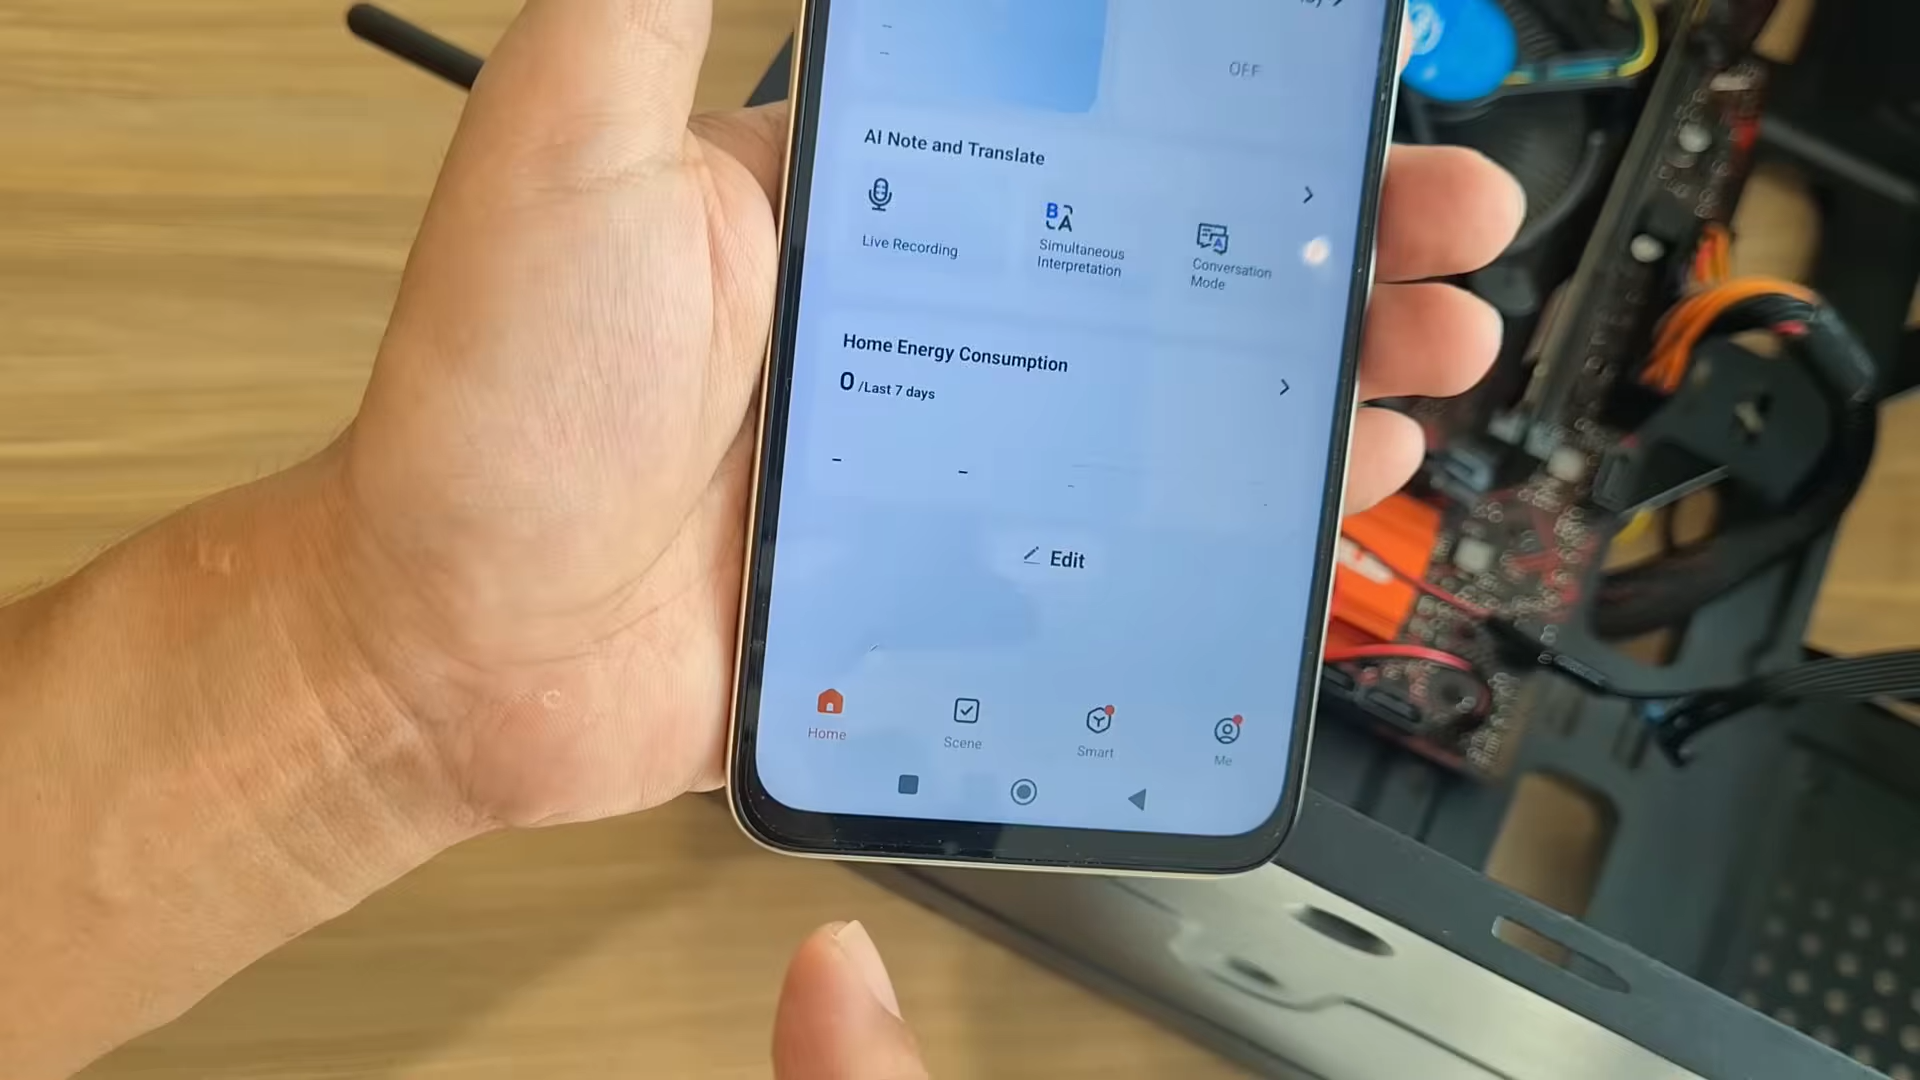 OFF
AI Note and Translate
Live Recording
Simultaneous
Interpretation
Conversation
Mode
Home Energy Consumption
0 /Last 7 days
Edit
Home
Scene
Smart
Me